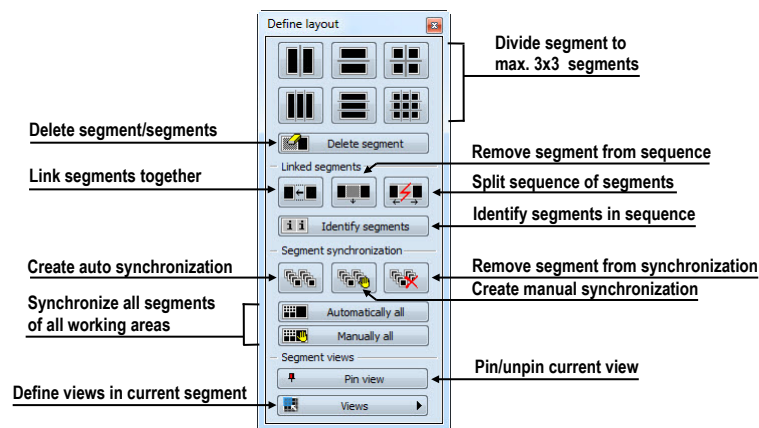 Define layout
Divide segment to
max. 3x3 segments
Delete segment/segments
Delete segment
Linked segments
Remove segment from sequence
Link segments together
Split sequence of segments
Identify segments
Identify segments in sequence
Segment synchronization
Create auto synchronization
Remove segment from synchronization
Create manual synchronization
Synchronize all segments
of all working areas
Automatically all
Manually all
Segment views
Pin view
Pin/unpin current view
Define views in current segment
Views